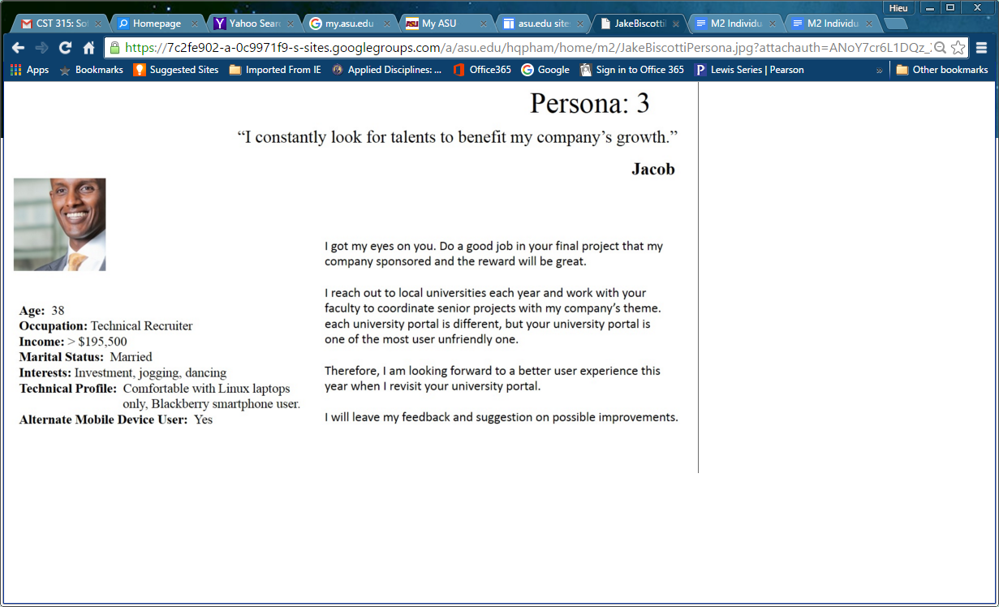 Hieu
CST 315: Sof
Homepage
Yahoo Sear
my.asu.edu
My ASU
asu.edu site
JakeBiscotti
M2 Individu
M2 Individu
https://7c2fe902-a-0c9971f9-s-sites.googlegroups.com/a/asu.edu/hqpham/home/m2/JakeBiscottiPersona.jpg?attachauth=ANoY7cr6L1DQz_
Apps
Bookmarks
Suggested Sites
Imported From IE
Applied Disciplines: ...
Office365
Google
Sign in to Office 365
Lewis Series | Pearson
»
Other bookmarks
Persona: 3
“I constantly look for talents to benefit my company’s growth.”
Jacob
Age: 38
Occupation: Technical Recruiter
Income: > $195,500
Marital Status: Married
Interests: Investment, jogging, dancing
Technical Profile: Comfortable with Linux laptops
only, Blackberry smartphone user.
Alternate Mobile Device User: Yes
I got my eyes on you. Do a good job in your final project that my
company sponsored and the reward will be great.
I reach out to local universities each year and work with your
faculty to coordinate senior projects with my company’s theme.
each university portal is different, but your university portal is
one of the most user unfriendly one.
Therefore, I am looking forward to a better user experience this
year when I revisit your university portal.
I will leave my feedback and suggestion on possible improvements.